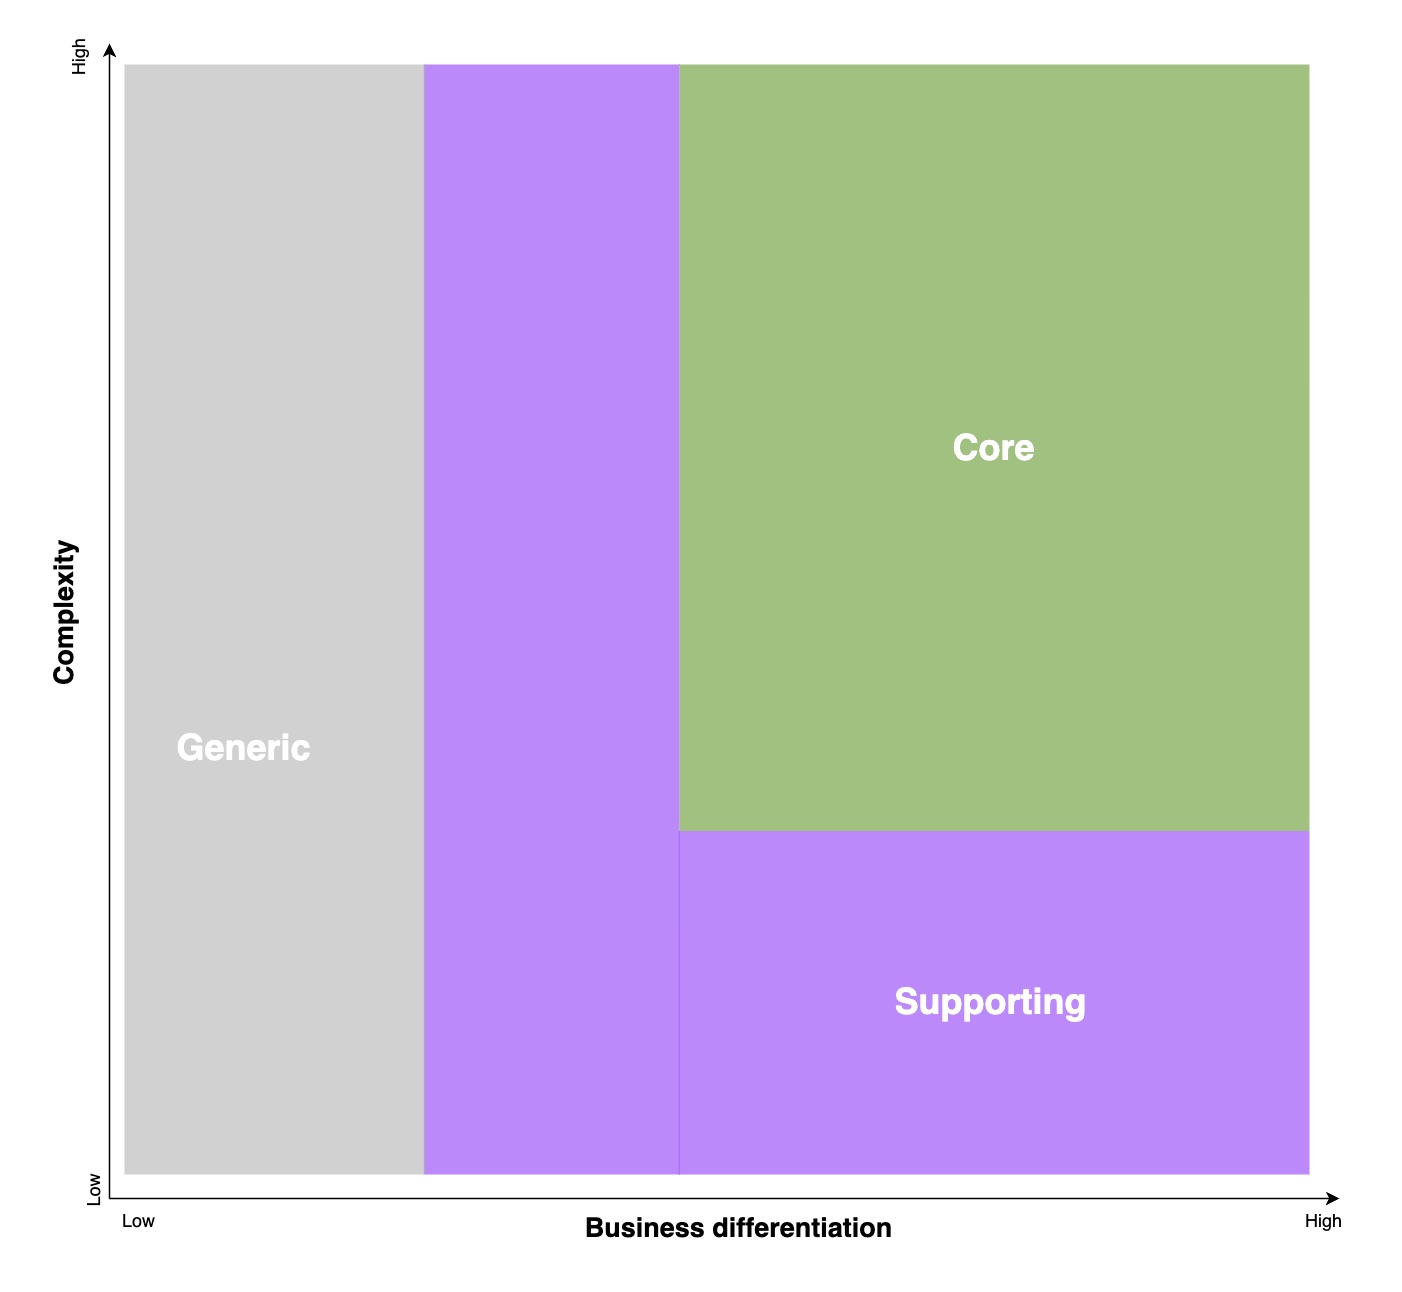 High
Core
Complexity
Generic
Supporting
Low
Low
Business differentiation
High